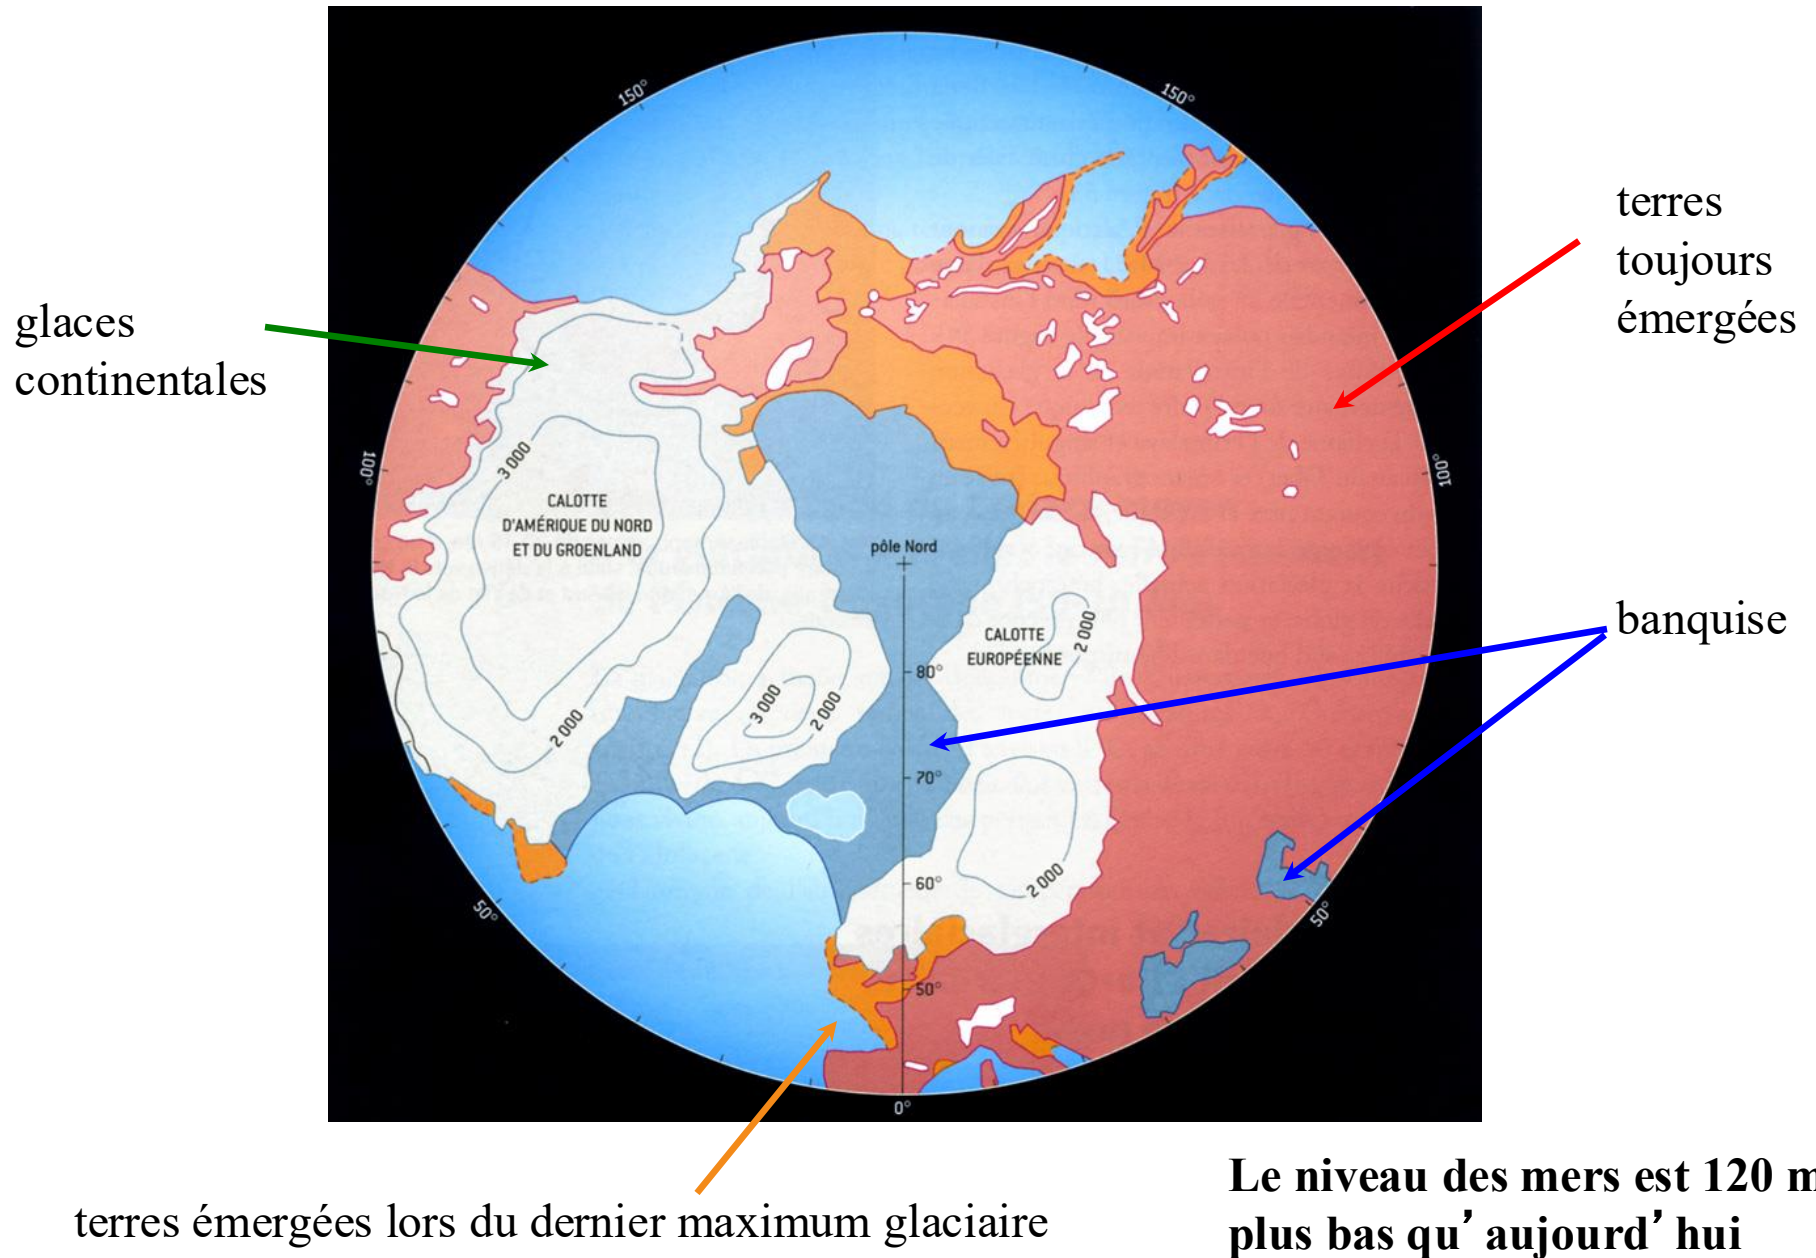 150°
150°
terres
toujours
émergées
glaces
continentales
100°
100°
3 000
CALOTTE
D'AMÉRIQUE DU NORD
ET DU GROENLAND
pôle Nord
CALOTTE
EUROPÉENNE
2 000
banquise
80°
3 000
2 000
2 000
70°
60°
2 000
50°
50°
50°
0°
terres émergées lors du dernier maximum glaciaire
Le niveau des mers est 120 m
plus bas qu’aujourd’hui